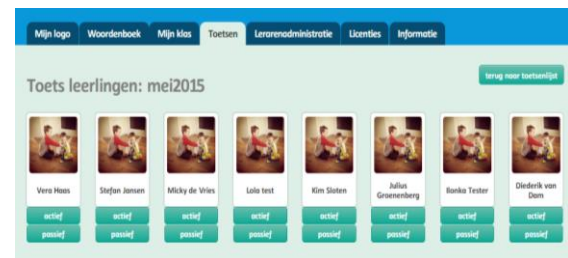 Mijn logo Woordenboek Mijn klas Toetsen Lerarenadministratie Licenties Informatie
terug naar toetsenlijst
Toets leerlingen: mei2015
Vera Haas Stefan Jansen Micky de Vries Lola test Kim Sloten Julius Groenenberg Ilonka Tester Diederik van Dam
actief actief actief actief actief actief actief actief
passief passief passief passief passief passief passief passief